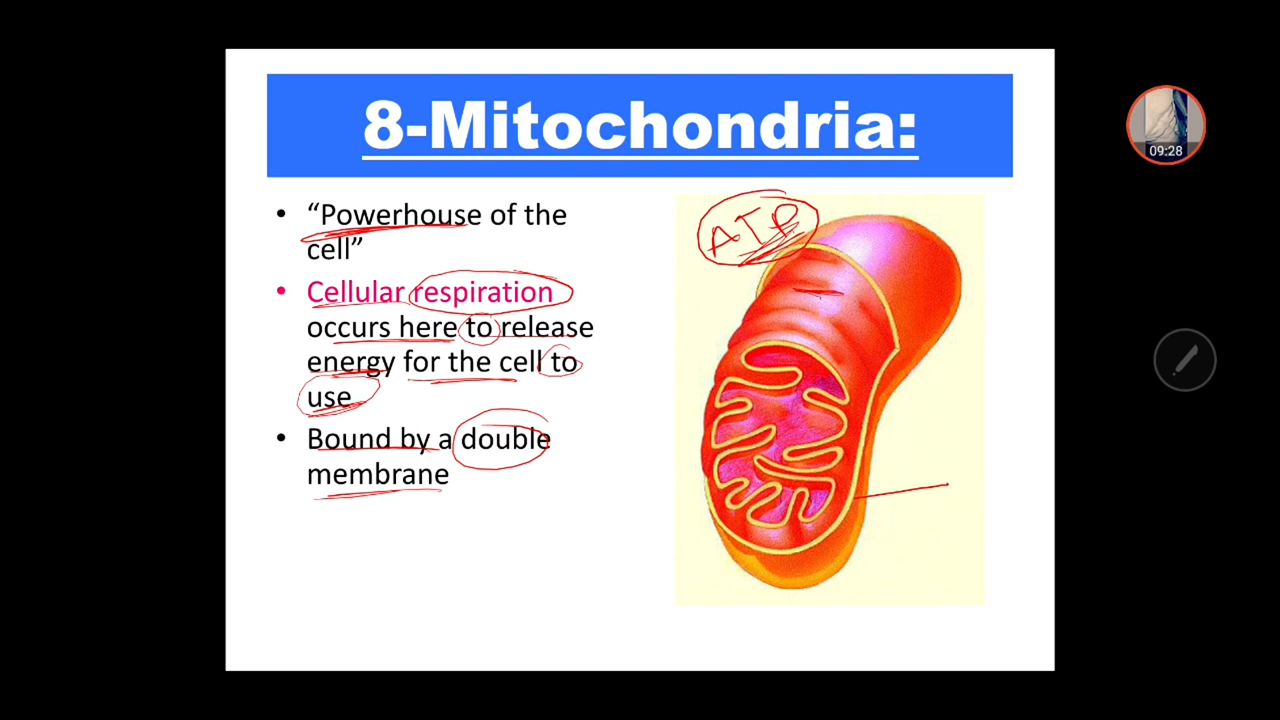 8-Mitochondria:
• “Powerhouse of the
cell”
• Cellular respiration
occurs here to release
energy for the cell to
use
• Bound by a double
membrane
ATP
09:28